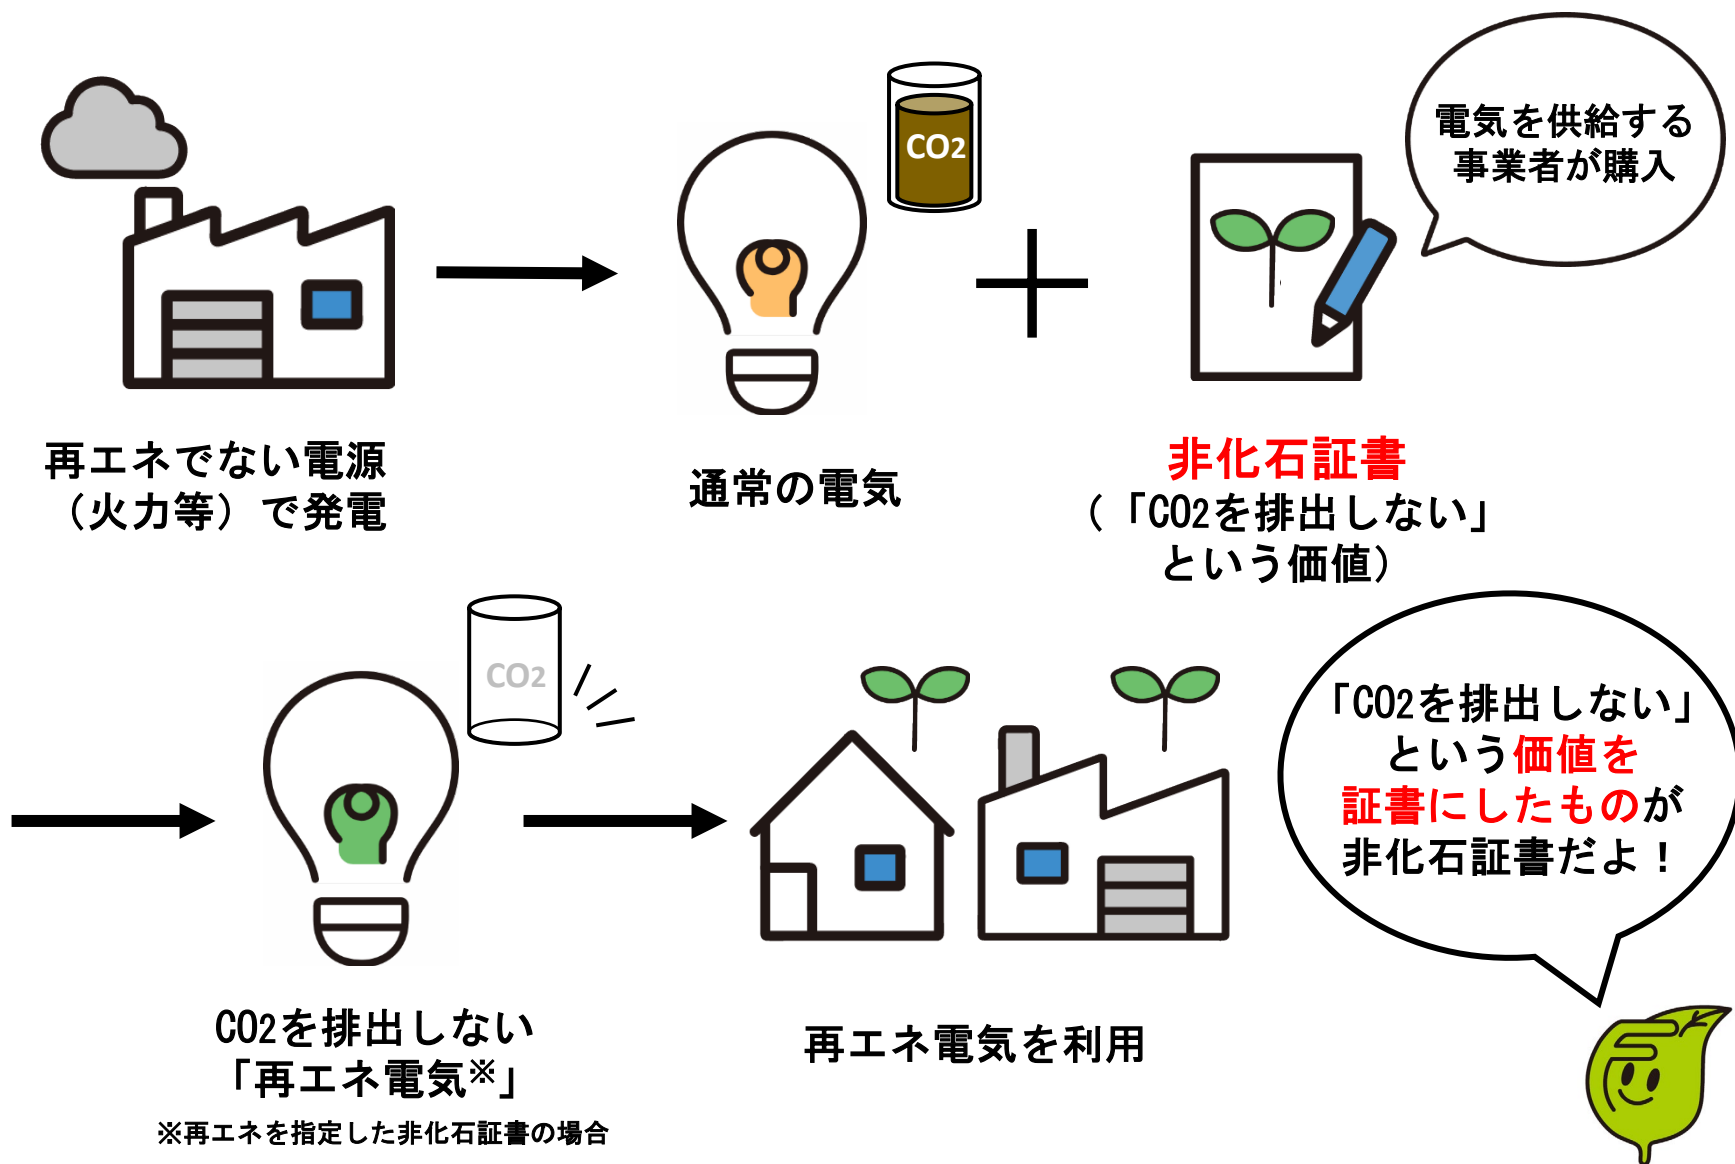 CO2
電気を供給する
事業者が購入
再エネでない電源
（火力等）で発電
通常の電気
非化石証書
（「CO2を排出しない」
という価値）
CO2
CO2を排出しない
「再エネ電気※」
※再エネを指定した非化石証書の場合
再エネ電気を利用
「CO2を排出しない」
という価値を
証書にしたものが
非化石証書だよ！